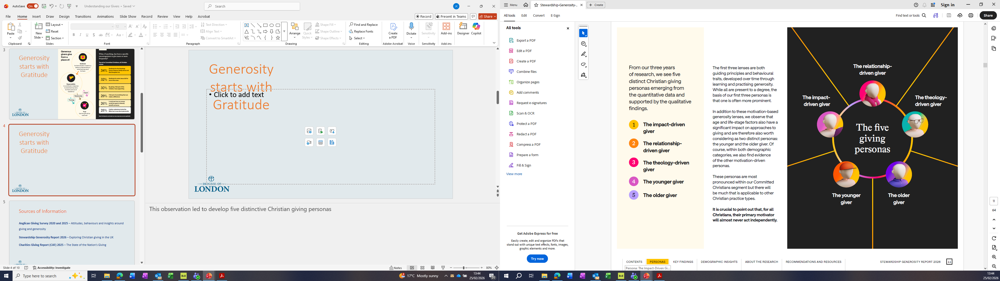 AutoSave On Understanding our Givers • Saved Search JK
File Home Insert Draw Design Transitions Animations Slide Show Record Review View Help Acrobat Record Present in Teams Share
Paste
Clipboard
New
Slide
Layout
Reset
Section
Slides
12
Font
Text Direction
Align Text
Convert to SmartArt
Paragraph
Arrange
Quick
Styles
Shape Fill
Shape Outline
Shape Effects
Drawing
Find and Replace
Replace Fonts
Select
Editing
Create
a PDF
Adobe Acrobat
Dictate
Voice
Sensitivity
Sensitivity
Add-ins
Add-ins
Designer
Copilot
3
Generosity
starts with
Gratitude
Generous
givers give
from a
place of:
Gratitude
Responsibility
Impact
Relationship
Theology
Trust
What, if anything, has been a specific
encouragement to give more or more
frequently?
34%
32%
30%
29%
26%
25%
LONDON
4
Generosity
starts with
Gratitude
LONDON
5
Sources of Information
Anglican Giving Survey 2020 and 2025 – Attitudes, behaviours and insights around
giving and generosity
Stewardship Generosity Report 2026 – Exploring Christian giving in the UK
Charities Giving Report (CAF) 2025 – The State of the Nation's Giving
Generosity
starts with
• Click to add text
Gratitude
DIOCESE OF
LONDON
This observation led to develop five distinctive Christian giving personas
Slide 4 of 10 Accessibility: Investigate Notes 80%
Type here to search 17°C Mostly sunny 13:44
25/02/2026 20
Menu Stewardship-Generosity-... Create Sign in
All tools Edit Convert E-Sign Find text or tools Share
All tools
Export a PDF
Edit a PDF
Create a PDF
Combine files
Organize pages
Add comments
Request e-signatures
Scan & OCR
Protect a PDF
Redact a PDF
Compress a PDF
Prepare a form
Fill & Sign
View more
Get Adobe Express for free
Easily create, edit and organize PDFs that
stand out with unique text effects, fonts, images,
graphic elements and more.
Try now
From our three years
of research, we see five
distinct Christian giving
personas emerging from
the quantitative data and
supported by the qualitative
findings.
1 The impact-driven
giver
2 The relationship-
driven giver
3 The theology-driven
giver
4 The younger giver
5 The older giver
The first three lenses are both
guiding principles and behavioural
traits, developed over time through
learning and practising generosity.
While all are present to a degree, the
basis of our first three personas is
that one is often more prominent.
In addition to these motivation-based
generosity lenses, we observe that
age and life-stage factors also have a
significant impact on approaches to
giving and are therefore also worth
considering as two distinct personas:
the younger and the older giver. Of
course, within both demographic
categories, we also find evidence
of the other motivation-driven
personas.
These personas are most
pronounced within our Committed
Christians segment but there will
be much that is applicable to other
Christian practice types.
It is crucial to point out that, for all
Christians, their primary motivator
will almost never act independently.
The relationship-
driven giver
The impact-
driven giver
The theology-
driven giver
The five
giving
personas
The younger
giver
The older
giver
CONTENTS PERSONAS KEY FINDINGS DEMOGRAPHIC INSIGHTS ABOUT THE RESEARCH RECOMMENDATIONS AND RESOURCES STEWARDSHIP GENEROSITY REPORT 2026 11
Persona: The Impact-Driven Gi...
11
64
13:44
25/02/2026